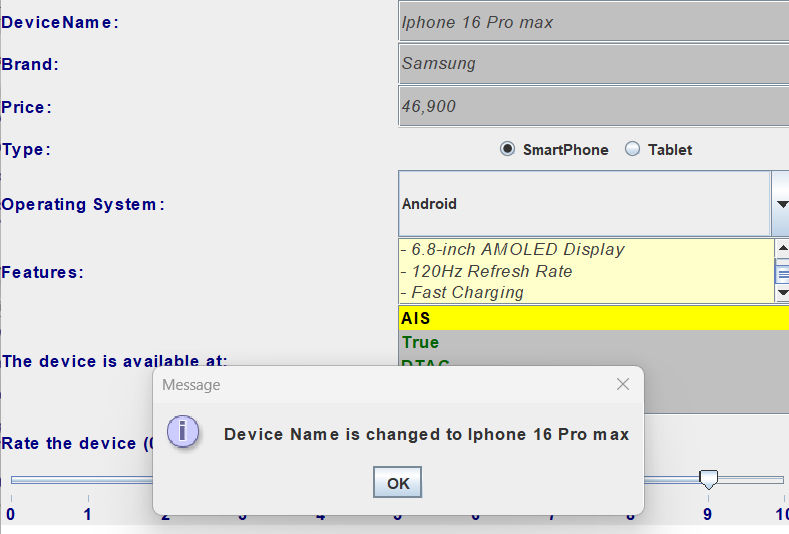 DeviceName:
Iphone 16 Pro max
Brand:
Samsung
Price:
46,900
Type:
SmartPhone
Tablet
Operating System:
Android
Features:
- 6.8-inch AMOLED Display
- 120Hz Refresh Rate
- Fast Charging
The device is available at:
AIS
True
DTAC
Message
Device Name is changed to Iphone 16 Pro max
OK
Rate the device (0
0 1 2 3 4 5 6 7 8 9 10